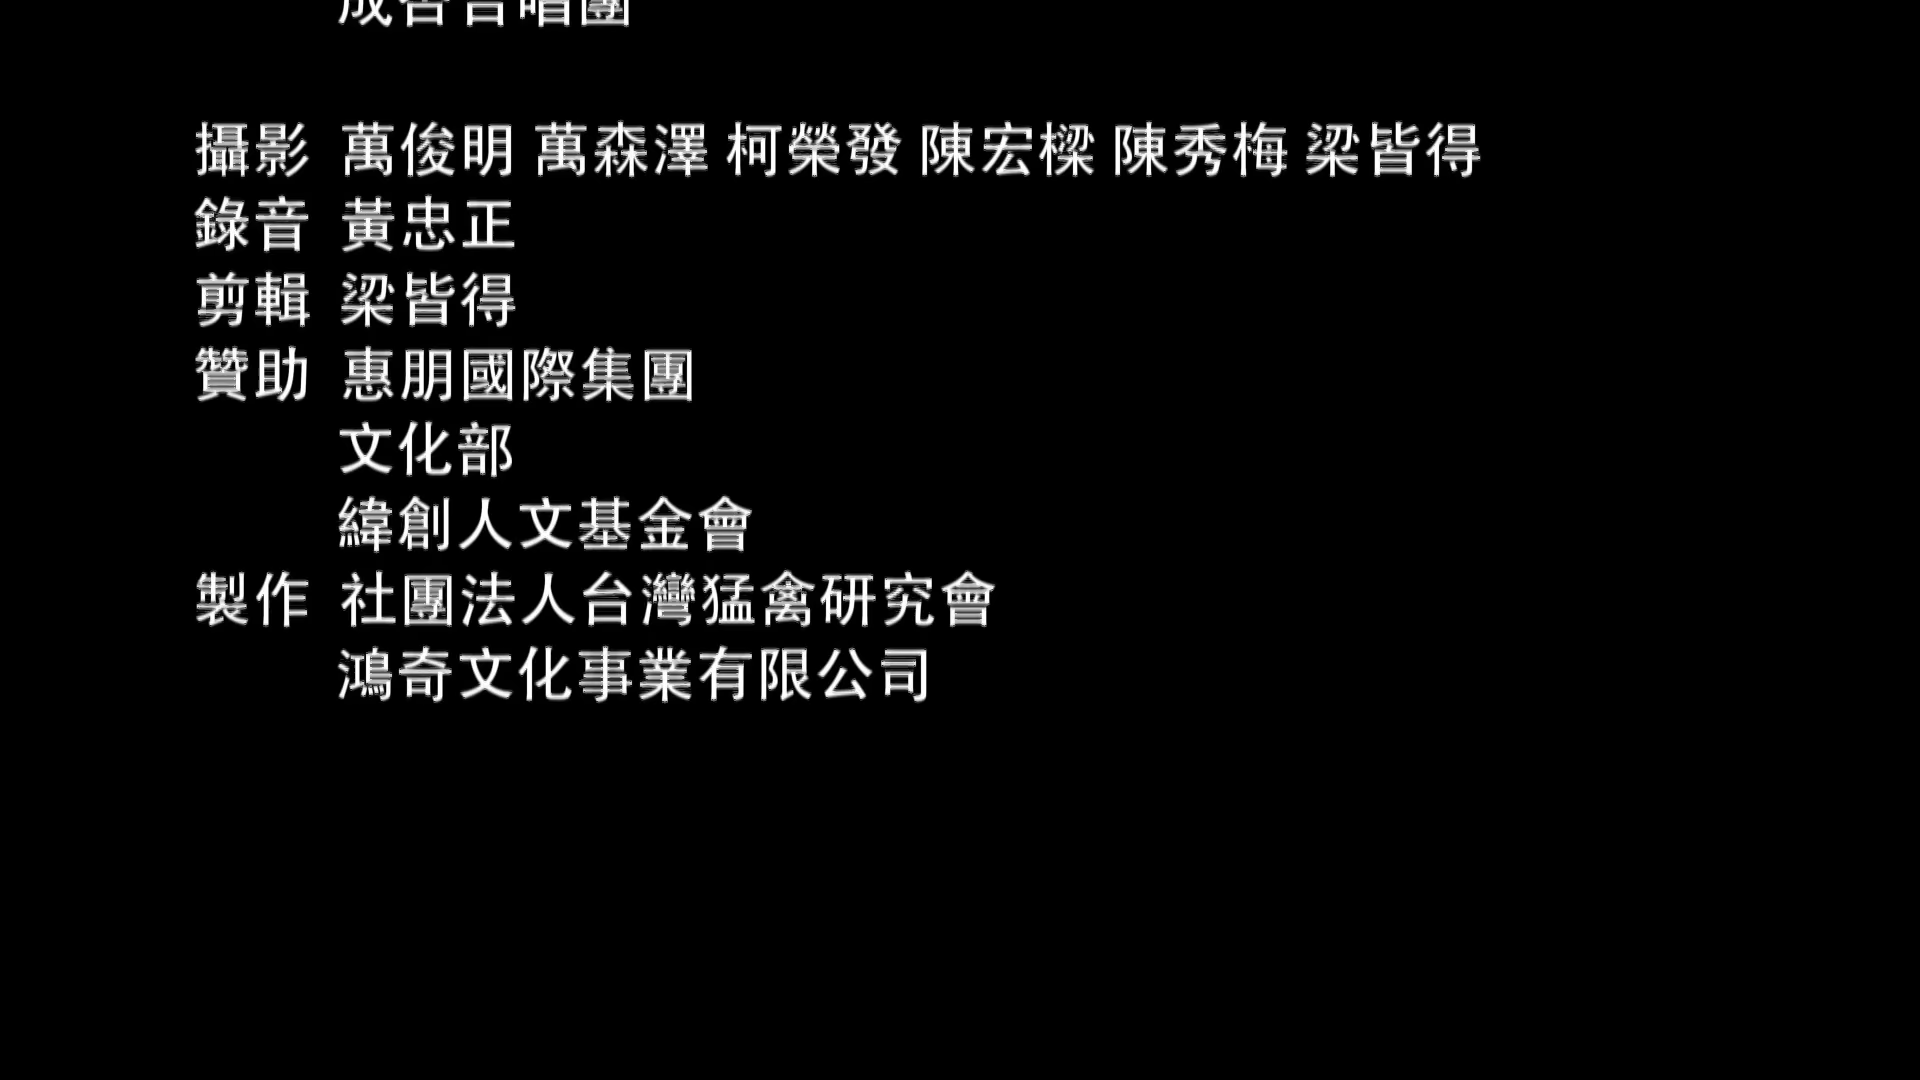 合唱團
攝影 萬俊明 萬森澤 柯榮發 陳宏樑 陳秀梅 梁皆得
錄音 黃忠正
剪輯 梁皆得
贊助 惠朋國際集團
文化部
緯創人文基金會
製作 社團法人台灣猛禽研究會
鴻奇文化事業有限公司